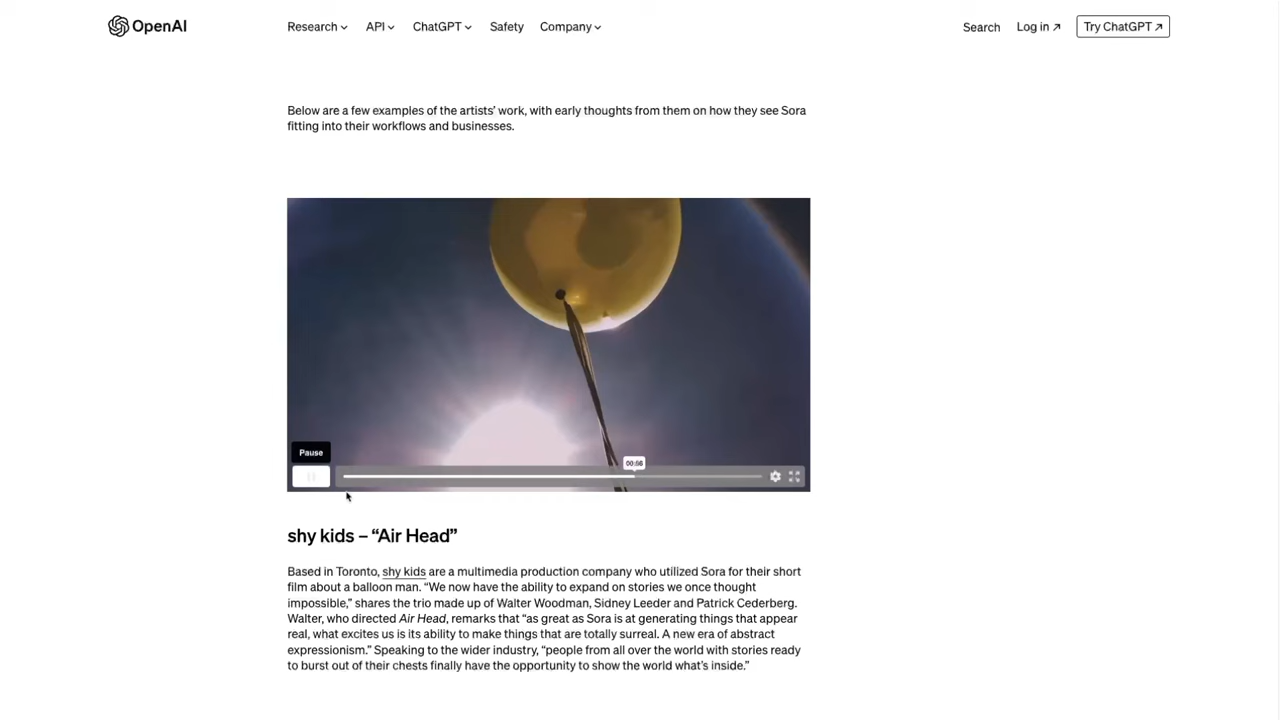 OpenAI
Research
API
ChatGPT
Safety
Company
Search
Log in ↗
Try ChatGPT ↗
Below are a few examples of the artists’ work, with early thoughts from them on how they see Sora
fitting into their workflows and businesses.
Pause
shy kids – “Air Head”
Based in Toronto, shy kids are a multimedia production company who utilized Sora for their short
film about a balloon man. “We now have the ability to expand on stories we once thought
impossible,” shares the trio made up of Walter Woodman, Sidney Leeder and Patrick Cederberg.
Walter, who directed Air Head, remarks that “as great as Sora is at generating things that appear
real, what excites us is its ability to make things that are totally surreal. A new era of abstract
expressionism.” Speaking to the wider industry, “people from all over the world with stories ready
to burst out of their chests finally have the opportunity to show the world what’s inside.”